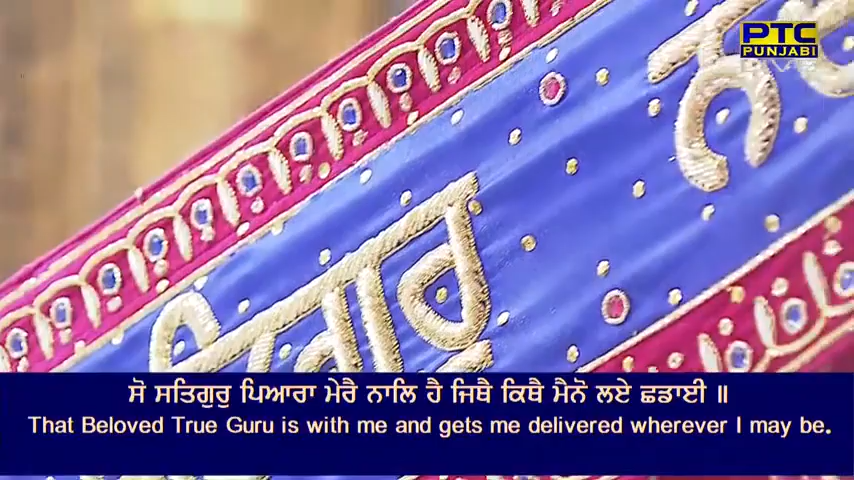 PTC
PUNJABI
ਸੋ ਸਤਿਗੁਰੁ ਪਿਆਰਾ ਮੇਰੈ ਨਾਲਿ ਹੈ ਜਿਥੈ ਕਿਥੈ ਮੈਨੋ ਲਏ ਛਡਾਈ ॥
That Beloved True Guru is with me and gets me delivered wherever I may be.